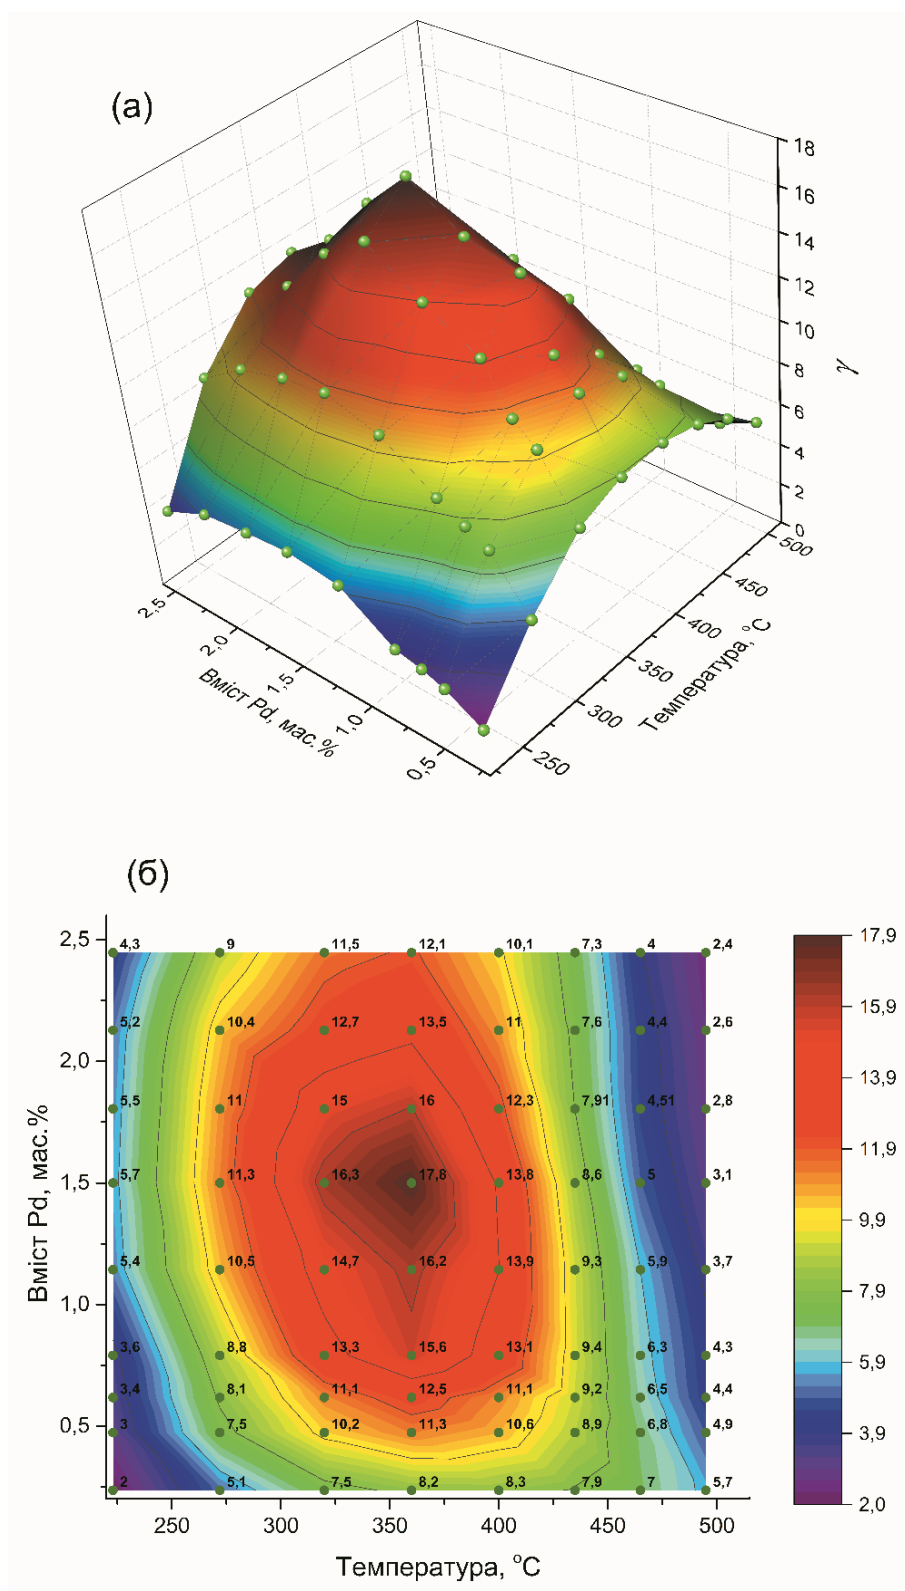 (а)
18
16
14
12
10
8
6
4
2
0
γ
500
450
400
350
300
250
Температура, °C
2,5
2,0
1,5
1,0
0,5
Вміст Pd, мас.%
(б)
2,5
2,0
1,5
1,0
0,5
Вміст Pd, мас.%
4,3 9 11,5 12,1 10,1 7,3 4 2,4
5,2 10,4 12,7 13,5 11 7,6 4,4 2,6
5,5 11 15 16 12,3 7,91 4,51 2,8
5,7 11,3 16,3 17,8 13,8 8,6 5 3,1
5,4 10,5 14,7 16,2 13,9 9,3 5,9 3,7
3,6 8,8 13,3 15,6 13,1 9,4 6,3 4,3
3,4 8,1 11,1 12,5 11,1 9,2 6,5 4,4
3 7,5 10,2 11,3 10,6 8,9 6,8 4,9
2 5,1 7,5 8,2 8,3 7,9 7 5,7
250 300 350 400 450 500
Температура, °C
17,9
15,9
13,9
11,9
9,9
7,9
5,9
3,9
2,0